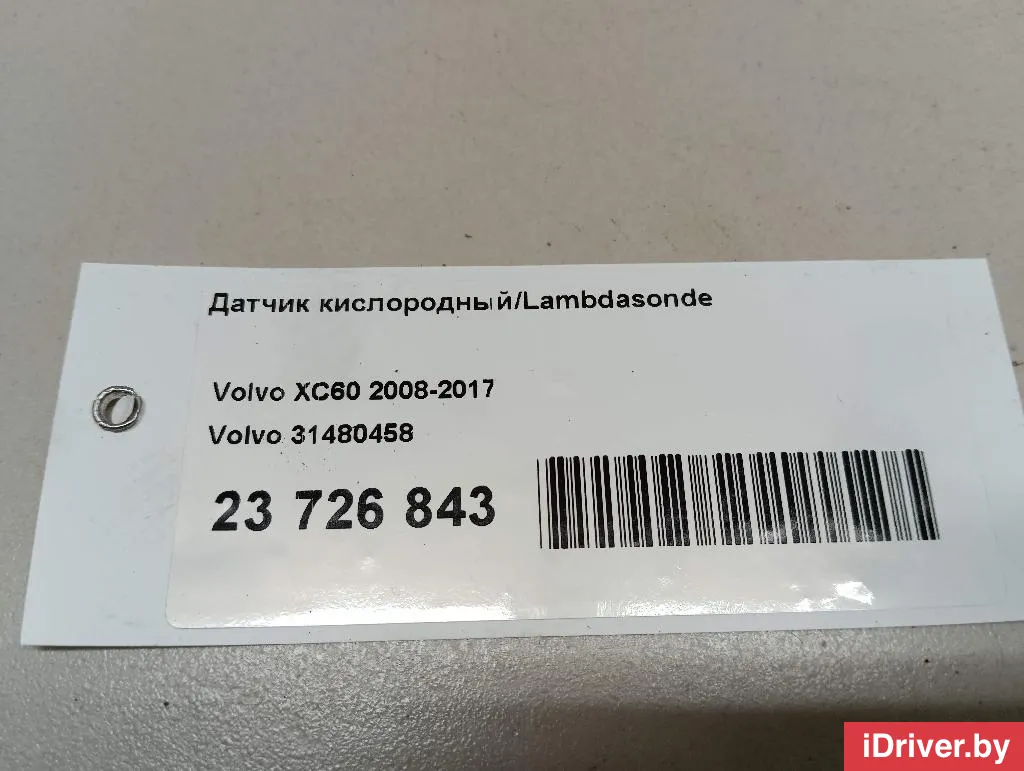 Датчик кислородный/Lambdasonde
Volvo XC60 2008-2017
Volvo 31480458
23 726 843
iDriver.by